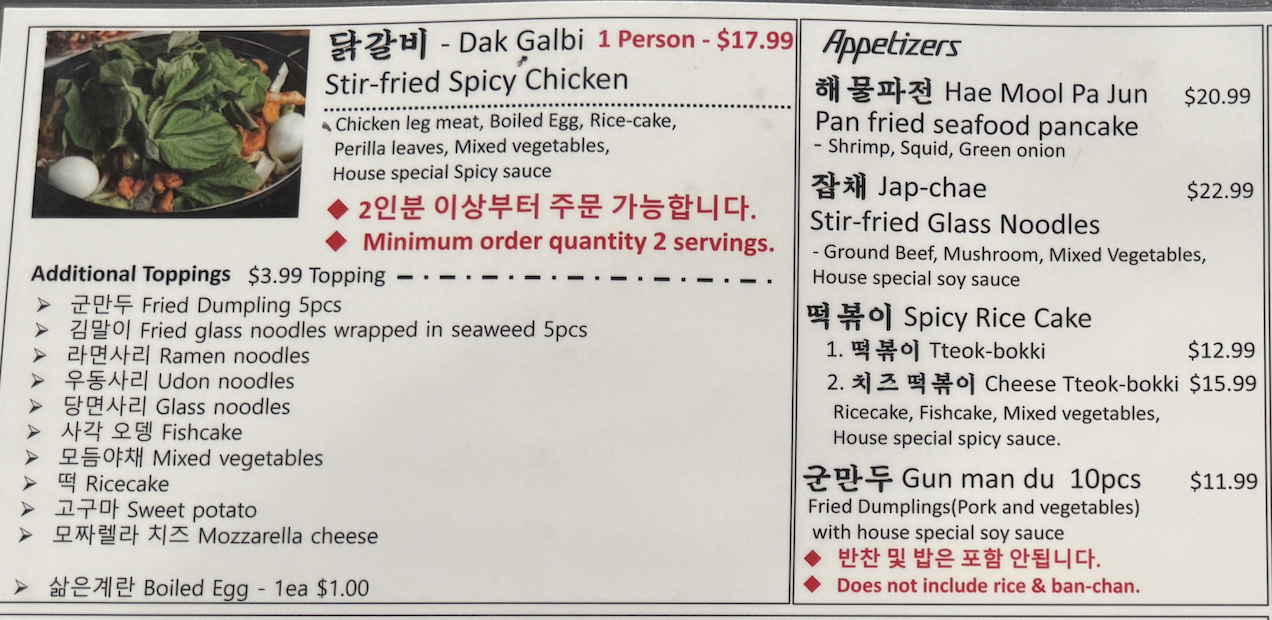 닭갈비 - Dak Galbi 1 Person - $17.99
Stir-fried Spicy Chicken
Chicken leg meat, Boiled Egg, Rice-cake,
Perilla leaves, Mixed vegetables,
House special Spicy sauce
◆ 2인분 이상부터 주문 가능합니다.
◆ Minimum order quantity 2 servings.
Additional Toppings $3.99 Topping
➢ 군만두 Fried Dumpling 5pcs
➢ 김말이 Fried glass noodles wrapped in seaweed 5pcs
➢ 라면사리 Ramen noodles
➢ 우동사리 Udon noodles
➢ 당면사리 Glass noodles
➢ 사각 오뎅 Fishcake
➢ 모듬야채 Mixed vegetables
➢ 떡 Ricecake
➢ 고구마 Sweet potato
➢ 모짜렐라 치즈 Mozzarella cheese
➢ 삶은계란 Boiled Egg - 1ea $1.00
Appetizers
해물파전 Hae Mool Pa Jun $20.99
Pan fried seafood pancake
- Shrimp, Squid, Green onion
잡채 Jap-chae $22.99
Stir-fried Glass Noodles
- Ground Beef, Mushroom, Mixed Vegetables,
House special soy sauce
떡볶이 Spicy Rice Cake
1. 떡볶이 Tteok-bokki $12.99
2. 치즈 떡볶이 Cheese Tteok-bokki $15.99
Ricecake, Fishcake, Mixed vegetables,
House special spicy sauce.
군만두 Gun man du 10pcs $11.99
Fried Dumplings(Pork and vegetables)
with house special soy sauce
◆ 반찬 및 밥은 포함 안됩니다.
◆ Does not include rice & ban-chan.